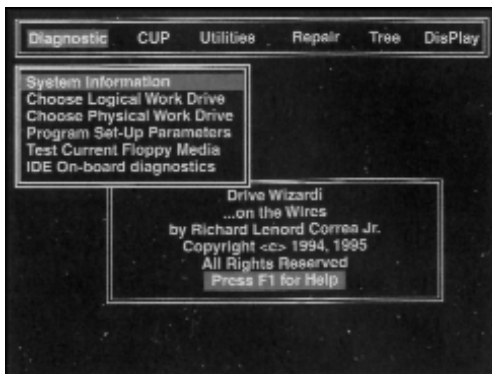 Diagnostic CUP Utilities Repair Tree DisPlay
System Information
Choose Logical Work Drive
Choose Physical Work Drive
Program Set-Up Parameters
Test Current Floppy Media
IDE On-board diagnostics
Drive Wizardi
...on the Wires
by Richard Lenord Correa Jr.
Copyright <c> 1994, 1995
All Rights Reserved
Press F1 for Help